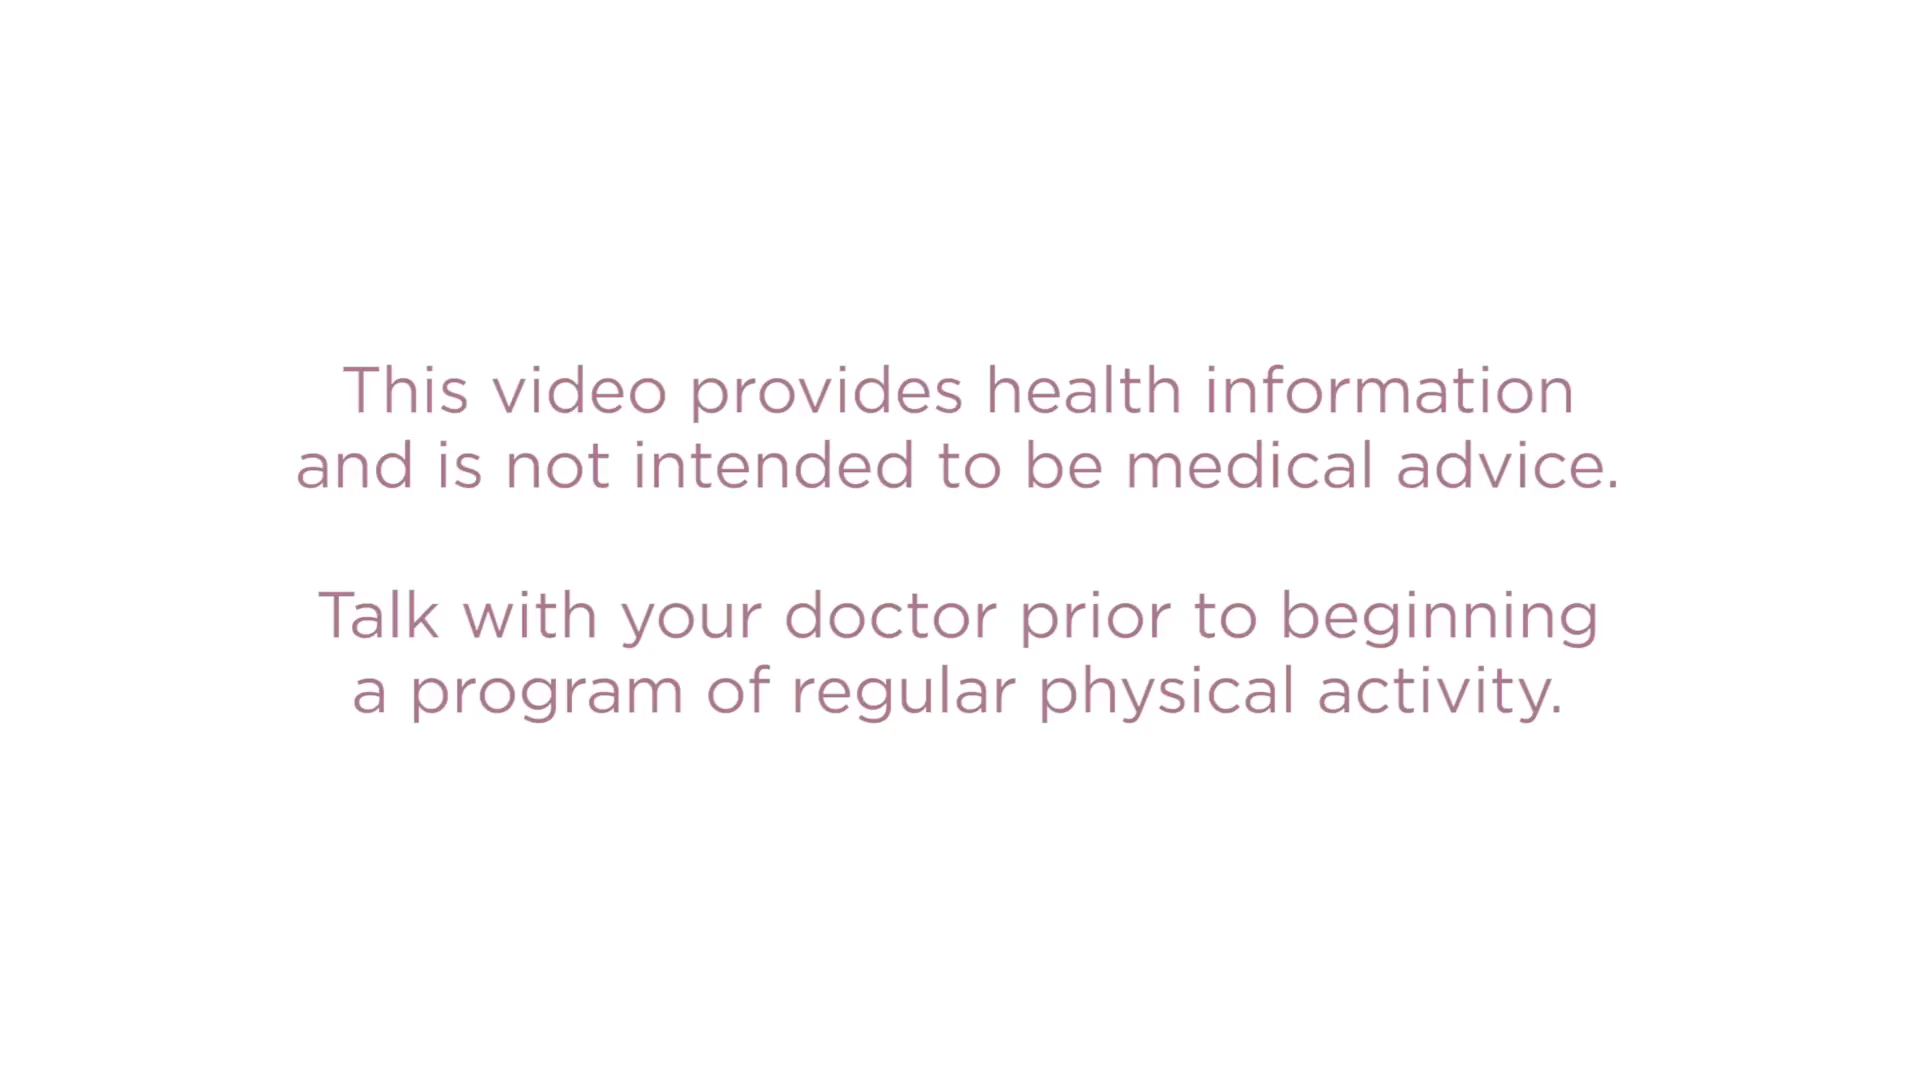 This video provides health information
and is not intended to be medical advice.
Talk with your doctor prior to beginning
a program of regular physical activity.